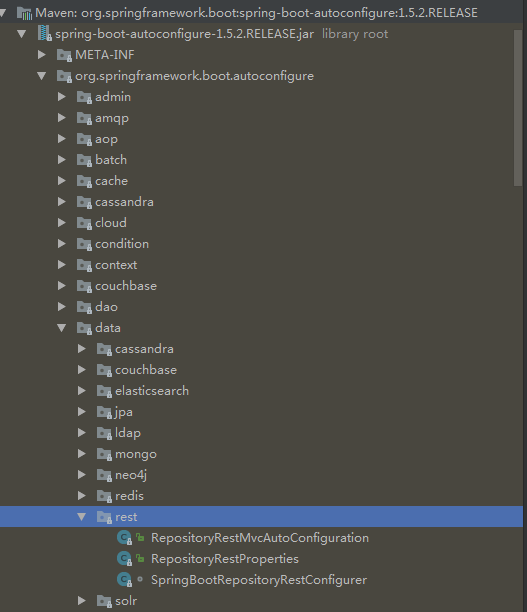 Maven: org.springframework.boot:spring-boot-autoconfigure:1.5.2.RELEASE
spring-boot-autoconfigure-1.5.2.RELEASE.jar library root
META-INF
org.springframework.boot.autoconfigure
admin
amqp
aop
batch
cache
cassandra
cloud
condition
context
couchbase
dao
data
cassandra
couchbase
elasticsearch
jpa
ldap
mongo
neo4j
redis
rest
RepositoryRestMvcAutoConfiguration
RepositoryRestProperties
SpringBootRepositoryRestConfigurer
solr